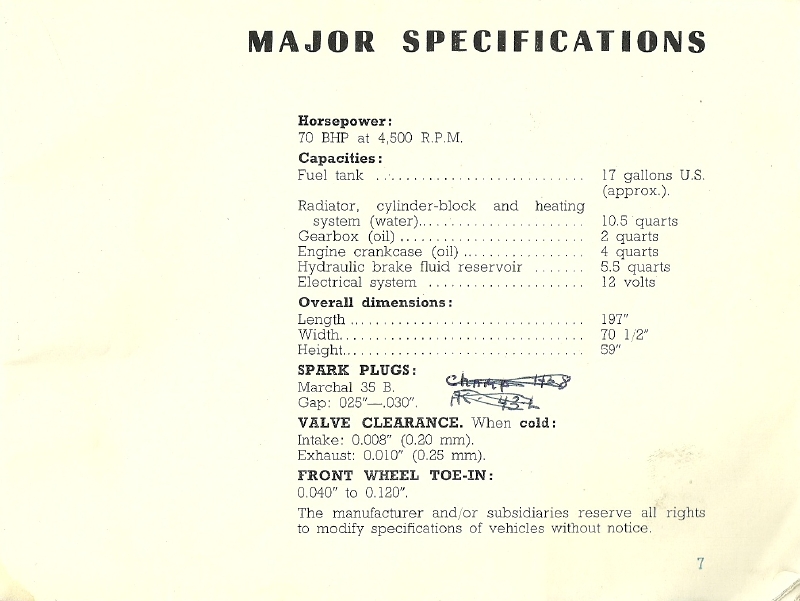 MAJOR SPECIFICATIONS
Horsepower:
70 BHP at 4,500 R.P.M.
Capacities:
Fuel tank .......................... 17 gallons U.S.
(approx.).
Radiator, cylinder-block and heating
system (water)...................... 10.5 quarts
Gearbox (oil) ........................ 2 quarts
Engine crankcase (oil) ................ 4 quarts
Hydraulic brake fluid reservoir ....... 5.5 quarts
Electrical system .................... 12 volts
Overall dimensions:
Length .............................. 197"
Width................................ 70 1/2"
Height............................... 59"
SPARK PLUGS:
Marchal 35 B.
Gap: 025"—.030".
VALVE CLEARANCE. When cold:
Intake: 0.008" (0.20 mm).
Exhaust: 0.010" (0.25 mm).
FRONT WHEEL TOE-IN:
0.040" to 0.120".
The manufacturer and/or subsidiaries reserve all rights
to modify specifications of vehicles without notice.
7